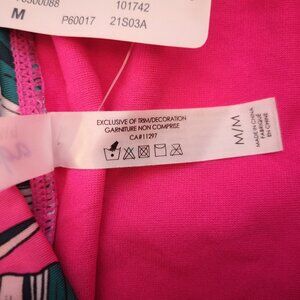 101742
M P60017 21S03A
EXCLUSIVE OF TRIM/DECORATION
GARNITURE NON COMPRISE
CA#11297
M/M
MADE IN CHINA
FABRIQUÉ
EN CHINE